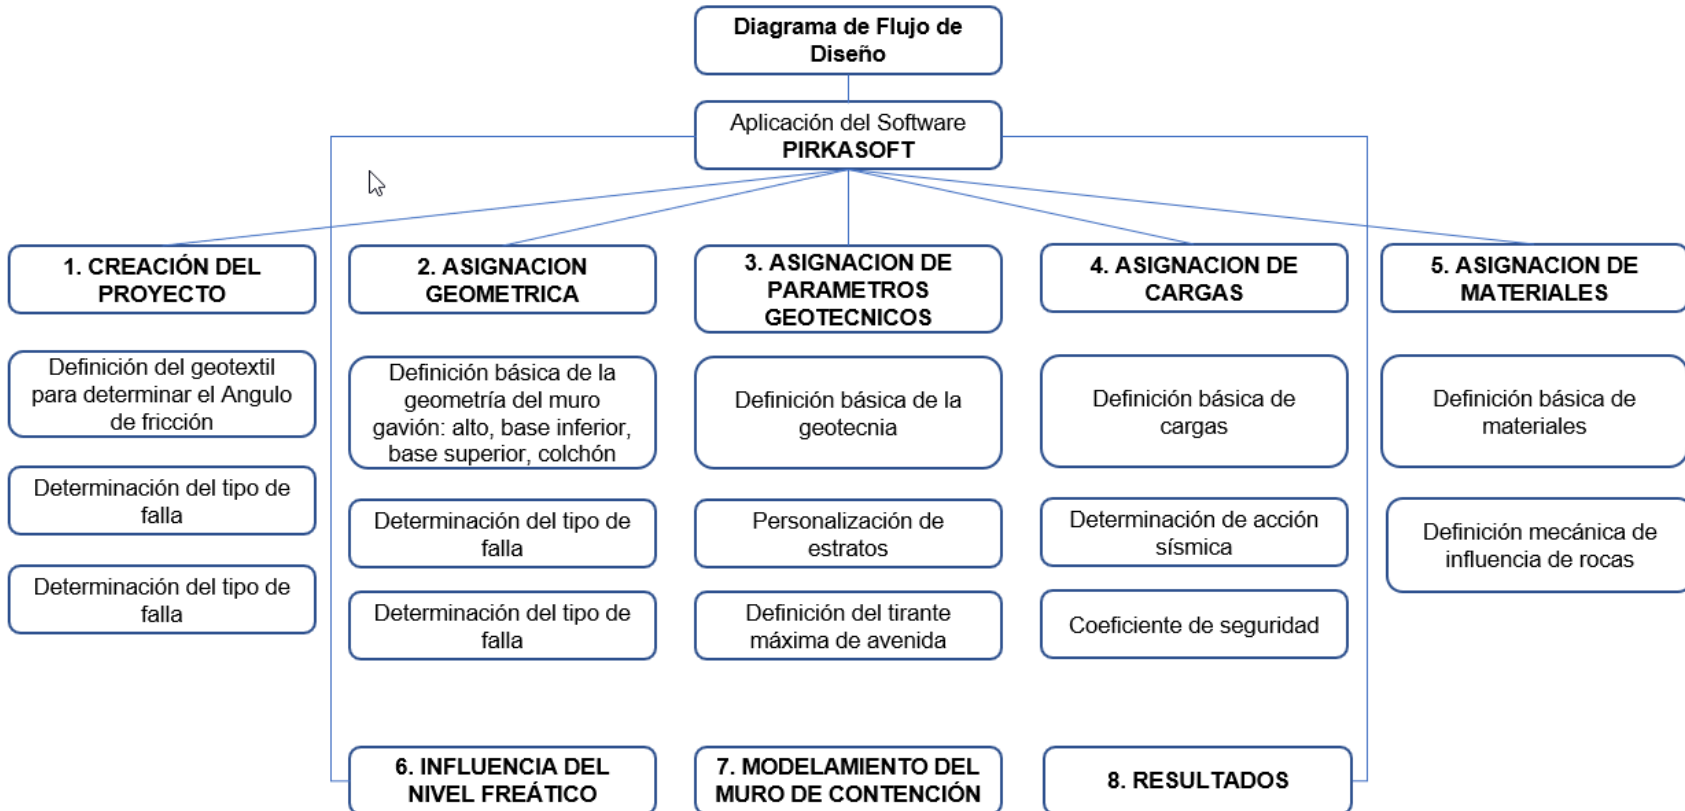 Diagrama de Flujo de
Diseño
Aplicación del Software
PIRKASOFT
1. CREACIÓN DEL
PROYECTO
2. ASIGNACION
GEOMETRICA
3. ASIGNACION DE
PARAMETROS
GEOTECNICOS
4. ASIGNACION DE
CARGAS
5. ASIGNACION DE
MATERIALES
Definición del geotextil
para determinar el Angulo
de fricción
Definición básica de la
geometría del muro
gavión: alto, base inferior,
base superior, colchón
Definición básica de la
geotecnia
Definición básica de
cargas
Definición básica de
materiales
Determinación del tipo de
falla
Determinación del tipo de
falla
Personalización de
estratos
Determinación de acción
sísmica
Definición mecánica de
influencia de rocas
Determinación del tipo de
falla
Determinación del tipo de
falla
Definición del tirante
máxima de avenida
Coeficiente de seguridad
6. INFLUENCIA DEL
NIVEL FREÁTICO
7. MODELAMIENTO DEL
MURO DE CONTENCIÓN
8. RESULTADOS